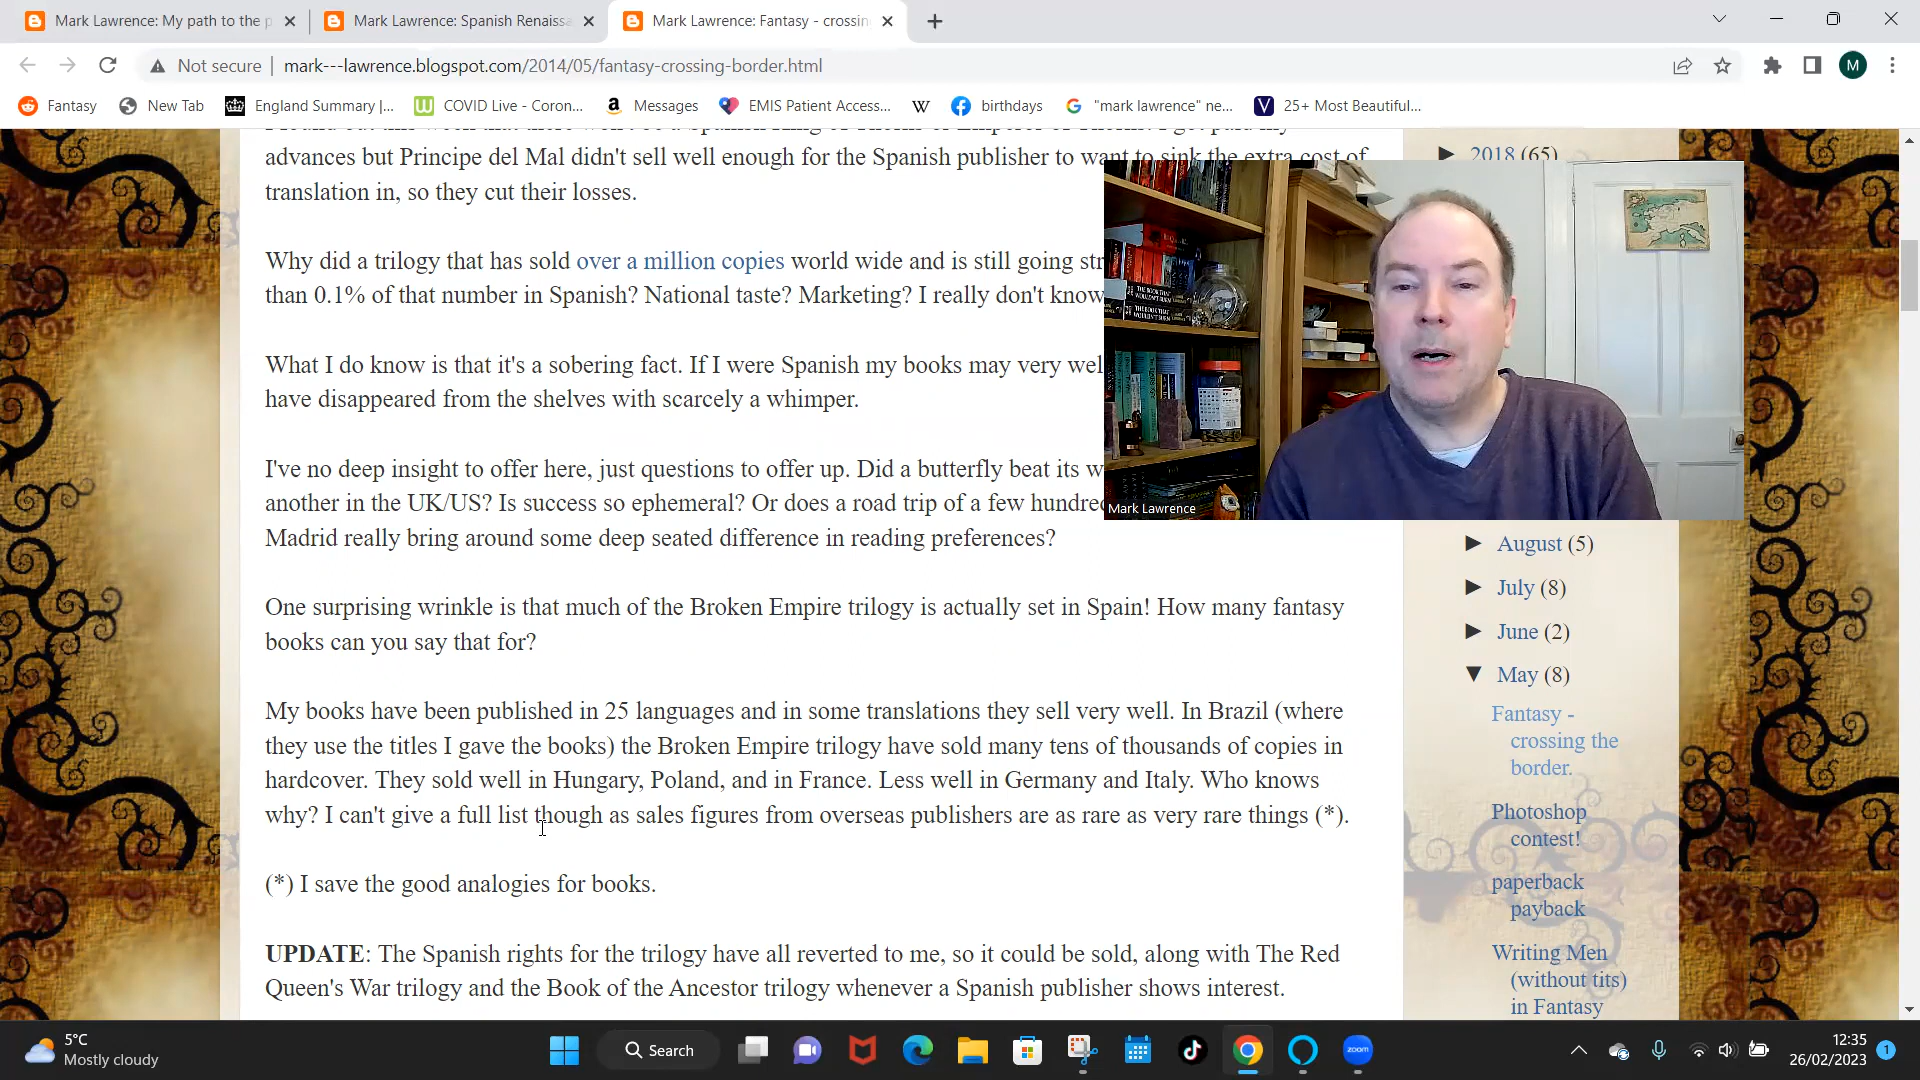 Mark Lawrence: My path to the p
Mark Lawrence: Spanish Renaissa
Mark Lawrence: Fantasy - crossin
Not secure
mark---lawrence.blogspot.com/2014/05/fantasy-crossing-border.html
M
Fantasy
New Tab
England Summary |...
COVID Live - Coron...
Messages
EMIS Patient Access...
W
birthdays
"mark lawrence" ne...
25+ Most Beautiful...
advances but Principe del Mal didn't sell well enough for the Spanish publisher to want to sink the extra cost of
translation in, so they cut their losses.
Why did a trilogy that has sold over a million copies world wide and is still going str
than 0.1% of that number in Spanish? National taste? Marketing? I really don't know
What I do know is that it's a sobering fact. If I were Spanish my books may very wel
have disappeared from the shelves with scarcely a whimper.
I've no deep insight to offer here, just questions to offer up. Did a butterfly beat its w
another in the UK/US? Is success so ephemeral? Or does a road trip of a few hundre
Madrid really bring around some deep seated difference in reading preferences?
One surprising wrinkle is that much of the Broken Empire trilogy is actually set in Spain! How many fantasy
books can you say that for?
My books have been published in 25 languages and in some translations they sell very well. In Brazil (where
they use the titles I gave the books) the Broken Empire trilogy have sold many tens of thousands of copies in
hardcover. They sold well in Hungary, Poland, and in France. Less well in Germany and Italy. Who knows
why? I can't give a full list though as sales figures from overseas publishers are as rare as very rare things (*).
(*) I save the good analogies for books.
UPDATE: The Spanish rights for the trilogy have all reverted to me, so it could be sold, along with The Red
Queen's War trilogy and the Book of the Ancestor trilogy whenever a Spanish publisher shows interest.
2018 (65)
THE BOOK THAT
WOULDN'T BURN
THE BOOK THAT
WOULDN'T BURN
Mark Lawrence
August (5)
July (8)
June (2)
May (8)
Fantasy -
crossing the
border.
Photoshop
contest!
paperback
payback
Writing Men
(without tits)
in Fantasy
5°C
Mostly cloudy
Search
zoom
12:35
26/02/2023
1